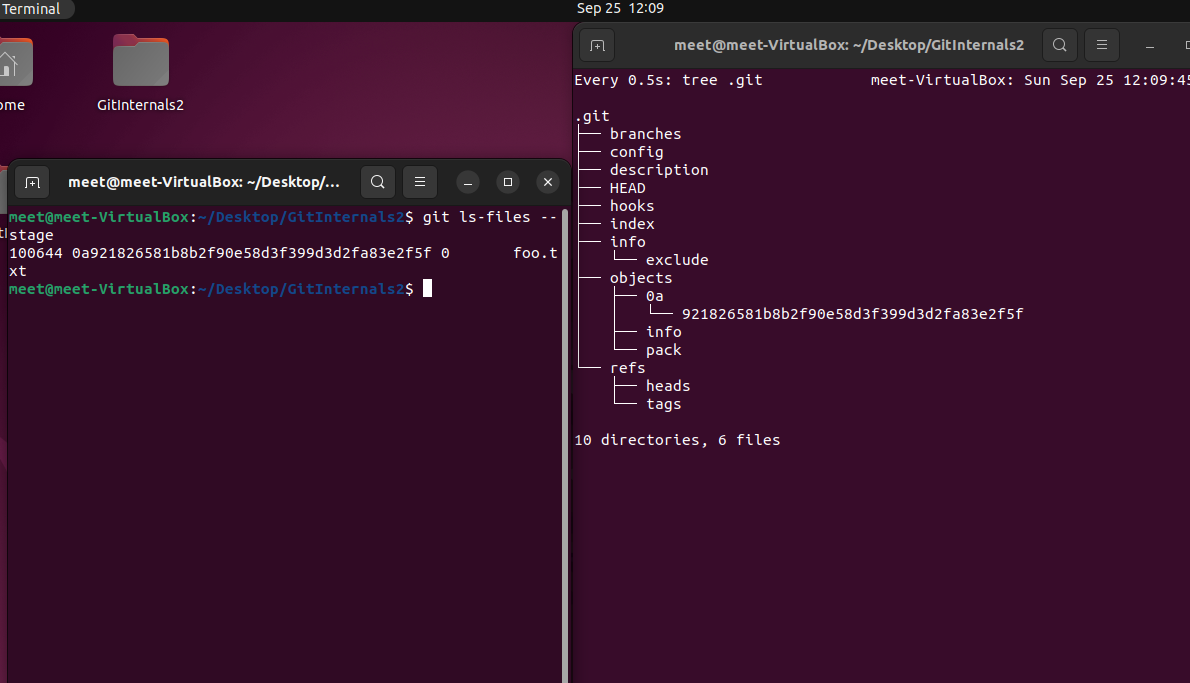 Terminal
Sep 25 12:09
ome
GitInternals2
meet@meet-VirtualBox: ~/Desktop/...
meet@meet-VirtualBox:~/Desktop/GitInternals2$ git ls-files --
stage
100644 0a921826581b8b2f90e58d3f399d3d2fa83e2f5f 0 foo.t
xt
meet@meet-VirtualBox:~/Desktop/GitInternals2$
meet@meet-VirtualBox: ~/Desktop/GitInternals2
Every 0.5s: tree .git meet-VirtualBox: Sun Sep 25 12:09:45
.git
├── branches
├── config
├── description
├── HEAD
├── hooks
├── index
├── info
│   └── exclude
├── objects
│   ├── 0a
│   │   └── 921826581b8b2f90e58d3f399d3d2fa83e2f5f
│   ├── info
│   └── pack
└── refs
    ├── heads
    └── tags
10 directories, 6 files